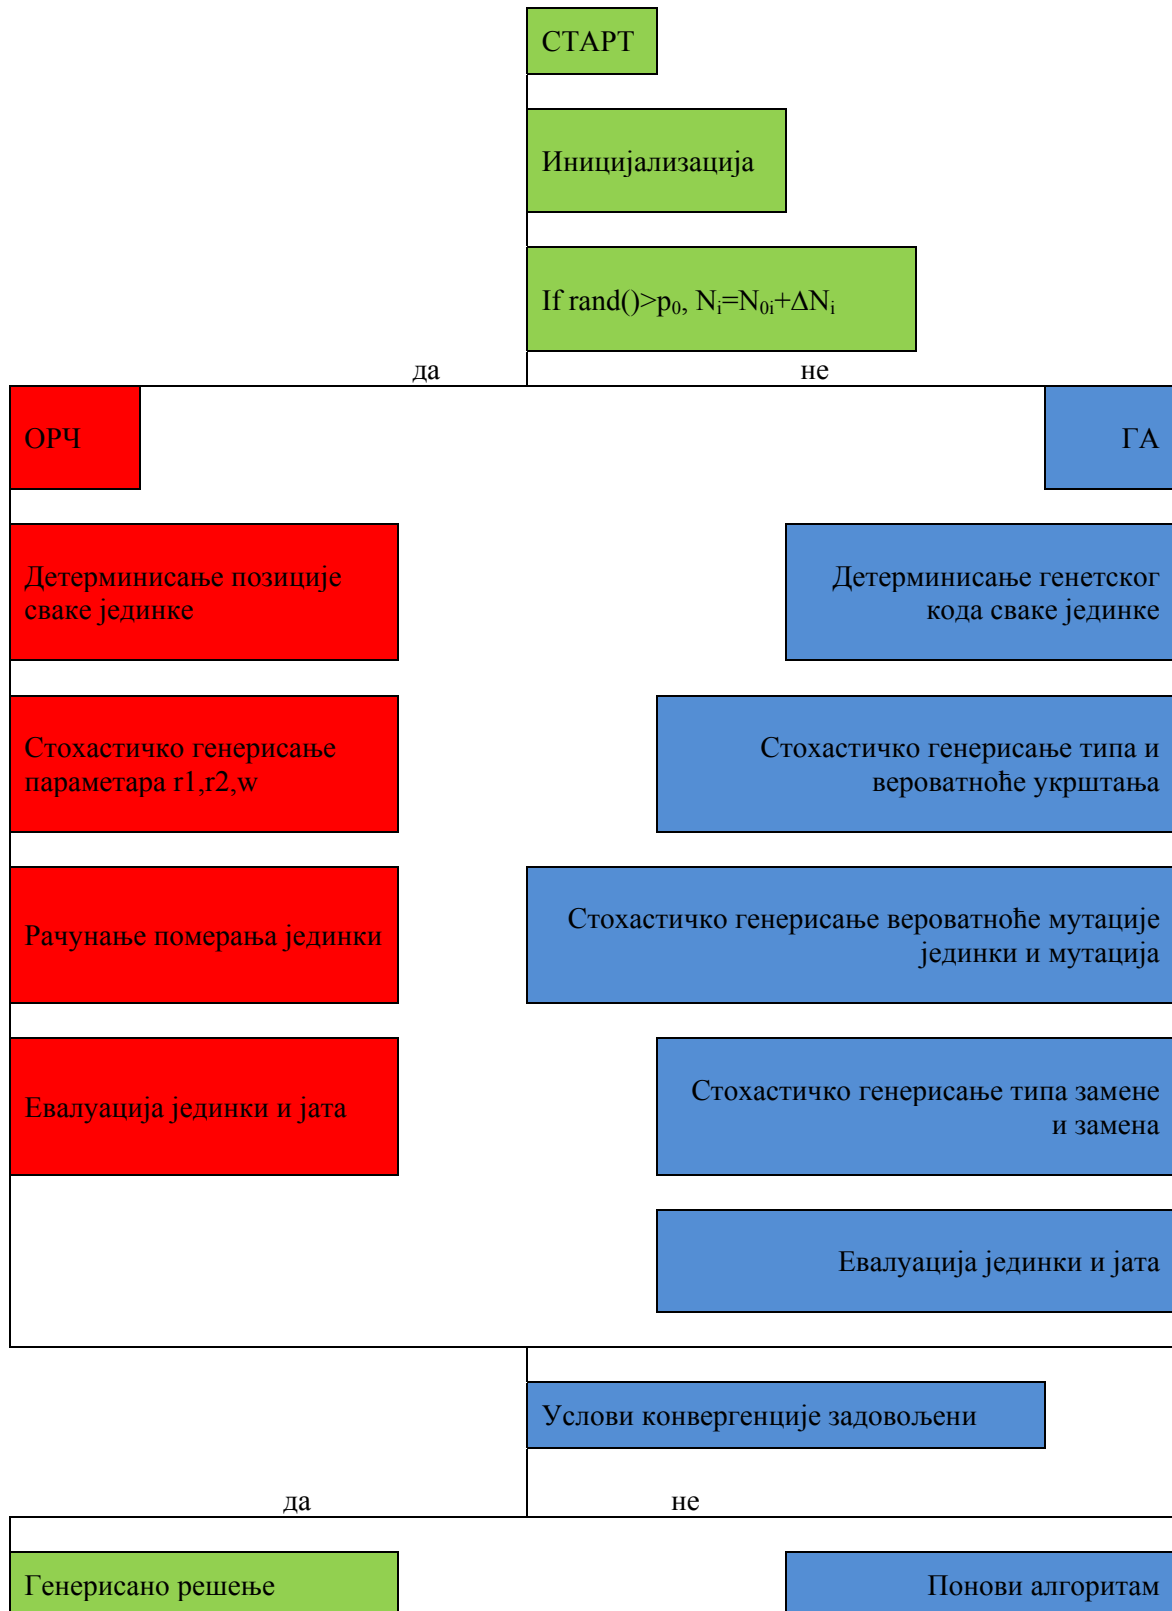 СТАРТ
Иницијализација
If rand()>p₀, Nᵢ=N₀ᵢ+ΔNᵢ
да
не
ОРЧ
ГА
Детерминисање позиције
сваке јединке
Детерминисање генетског
кода сваке јединке
Стохастичко генерисање
параметара r1,r2,w
Стохастичко генерисање типа и
вероватноће укрштања
Рачунање померања јединки
Стохастичко генерисање вероватноће мутације
јединки и мутација
Евалуација јединки и јата
Стохастичко генерисање типа замене
и замена
Евалуација јединки и јата
Услови конвергенције задовољени
да
не
Генерисано решење
Понови алгоритам